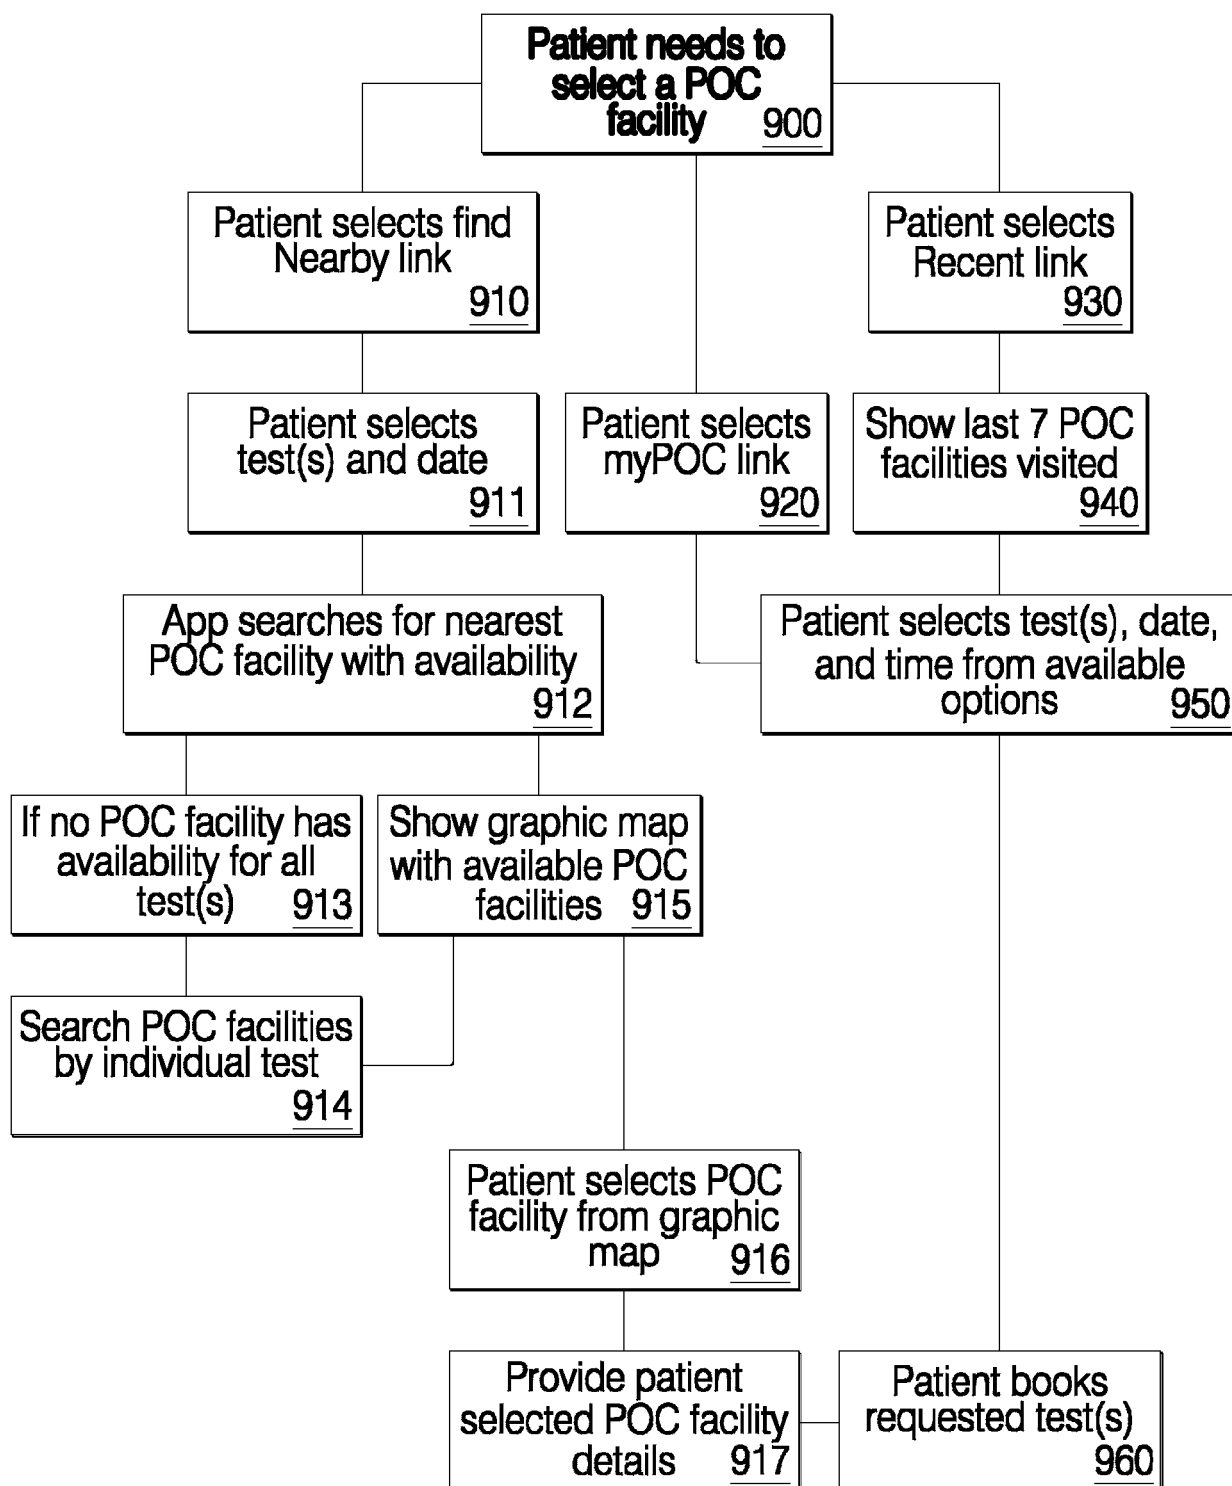 Patient needs to
select a POC
facility 900
Patient selects find
Nearby link
910
Patient selects
Recent link
930
Patient selects
test(s) and date
911
Patient selects
myPOC link
920
Show last 7 POC
facilities visited
940
App searches for nearest
POC facility with availability
912
Patient selects test(s), date,
and time from available
options 950
If no POC facility has
availability for all
test(s) 913
Show graphic map
with available POC
facilities 915
Search POC facilities
by individual test
914
Patient selects POC
facility from graphic
map 916
Provide patient
selected POC facility
details 917
Patient books
requested test(s)
960